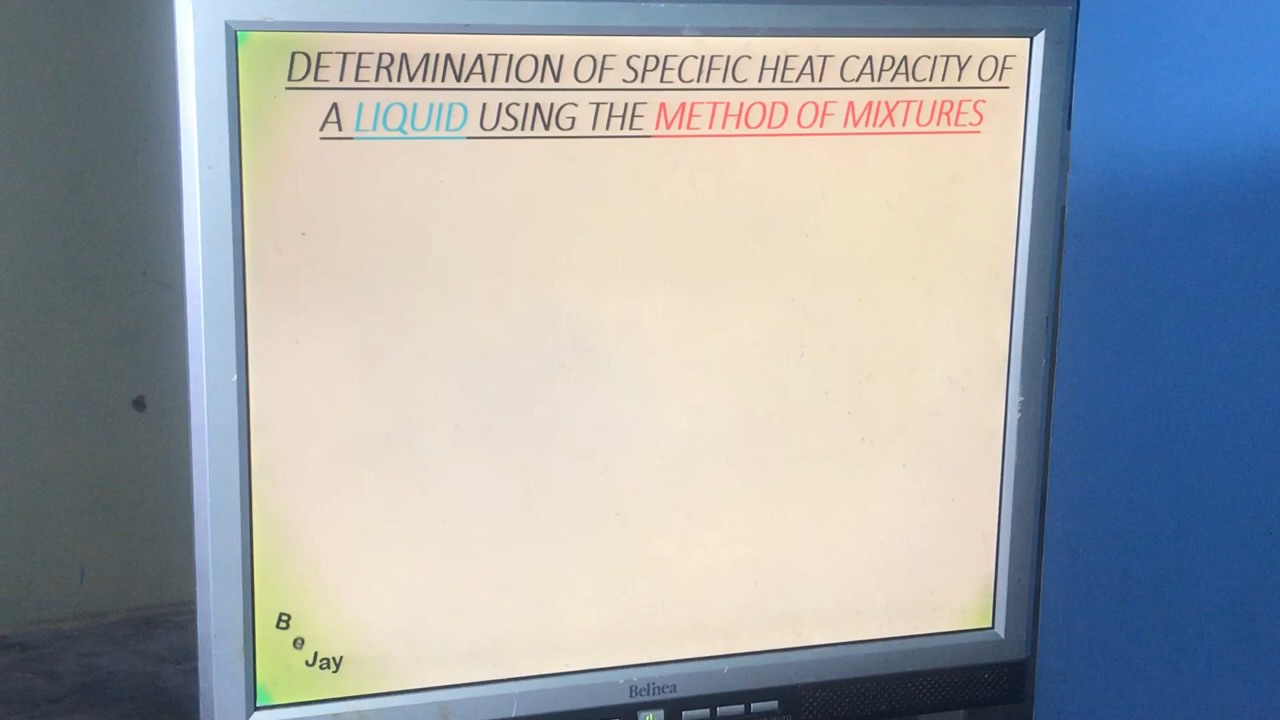 DETERMINATION OF SPECIFIC HEAT CAPACITY OF
A LIQUID USING THE METHOD OF MIXTURES
B
e
Jay
Belinea